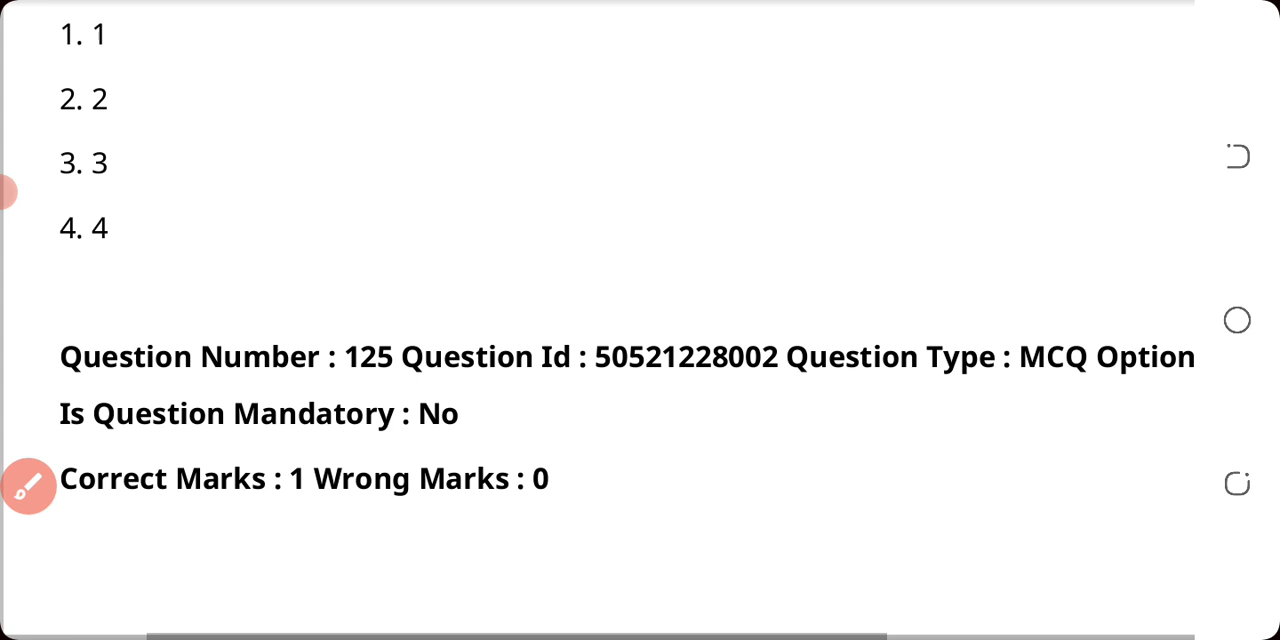 1. 1
2. 2
3. 3
4. 4
Question Number : 125 Question Id : 50521228002 Question Type : MCQ Option
Is Question Mandatory : No
Correct Marks : 1 Wrong Marks : 0